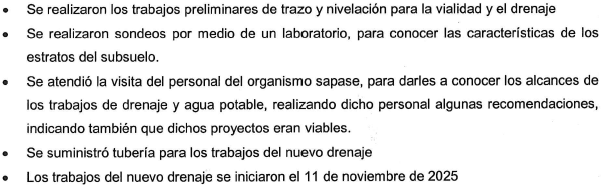 • Se realizaron los trabajos preliminares de trazo y nivelación para la vialidad y el drenaje
• Se realizaron sondeos por medio de un laboratorio, para conocer las características de los
estratos del subsuelo.
• Se atendió la visita del personal del organismo sapase, para darles a conocer los alcances de
los trabajos de drenaje y agua potable, realizando dicho personal algunas recomendaciones,
indicando también que dichos proyectos eran viables.
• Se suministró tubería para los trabajos del nuevo drenaje
• Los trabajos del nuevo drenaje se iniciaron el 11 de noviembre de 2025